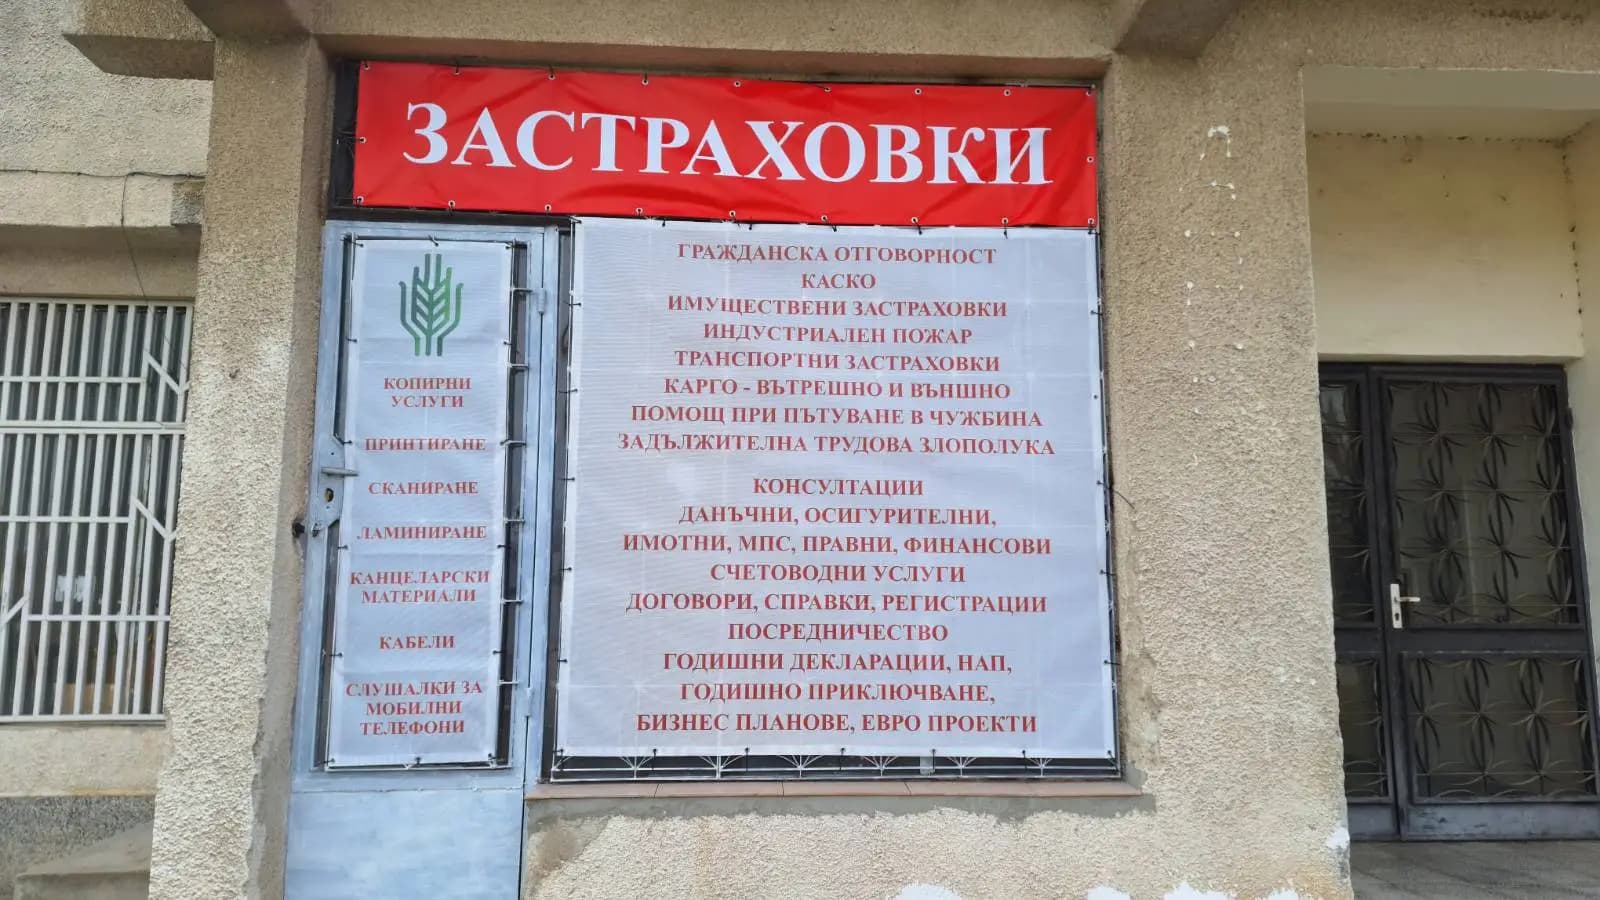 ЗАСТРАХОВКИ
КОПИРНИ
УСЛУГИ
ПРИНТИРАНЕ
СКАНИРАНЕ
ЛАМИНИРАНЕ
КАНЦЕЛАРСКИ
МАТЕРИАЛИ
КАБЕЛИ
СЛУШАЛКИ ЗА
МОБИЛНИ
ТЕЛЕФОНИ
ГРАЖДАНСКА ОТГОВОРНОСТ
КАСКО
ИМУЩЕСТВЕНИ ЗАСТРАХОВКИ
ИНДУСТРИАЛЕН ПОЖАР
ТРАНСПОРТНИ ЗАСТРАХОВКИ
КАРГО - ВЪТРЕШНО И ВЪНШНО
ПОМОЩ ПРИ ПЪТУВАНЕ В ЧУЖБИНА
ЗАДЪЛЖИТЕЛНА ТРУДОВА ЗЛОПОЛУКА
КОНСУЛТАЦИИ
ДАНЪЧНИ, ОСИГУРИТЕЛНИ,
ИМОТНИ, МПС, ПРАВНИ, ФИНАНСОВИ
СЧЕТОВОДНИ УСЛУГИ
ДОГОВОРИ, СПРАВКИ, РЕГИСТРАЦИИ
ПОСРЕДНИЧЕСТВО
ГОДИШНИ ДЕКЛАРАЦИИ, НАП,
ГОДИШНО ПРИКЛЮЧВАНЕ,
БИЗНЕС ПЛАНОВЕ, ЕВРО ПРОЕКТИ